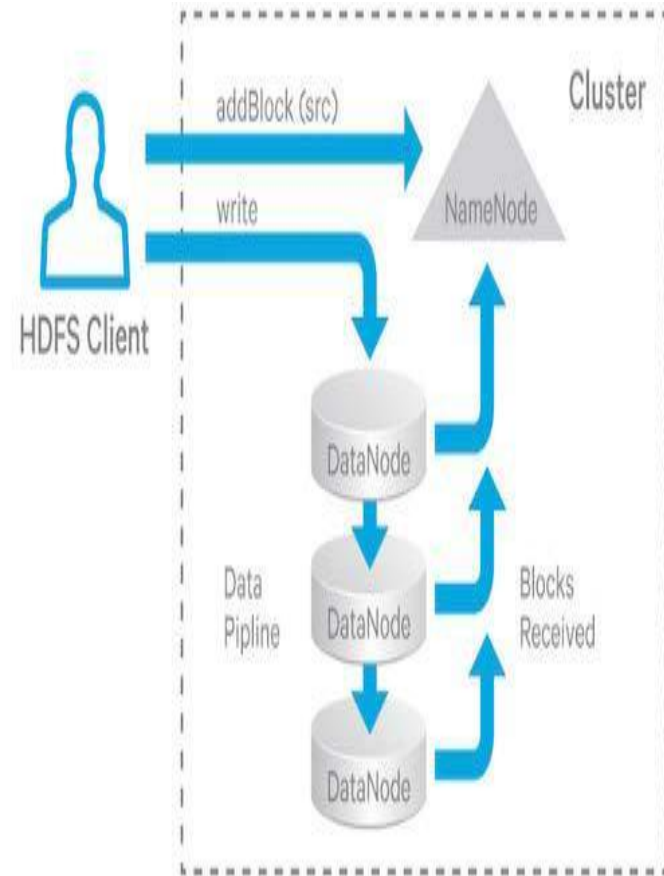 Cluster
addBlock (src)
NameNode
write
HDFS Client
DataNode
Data
Pipline
DataNode
Blocks
Received
DataNode